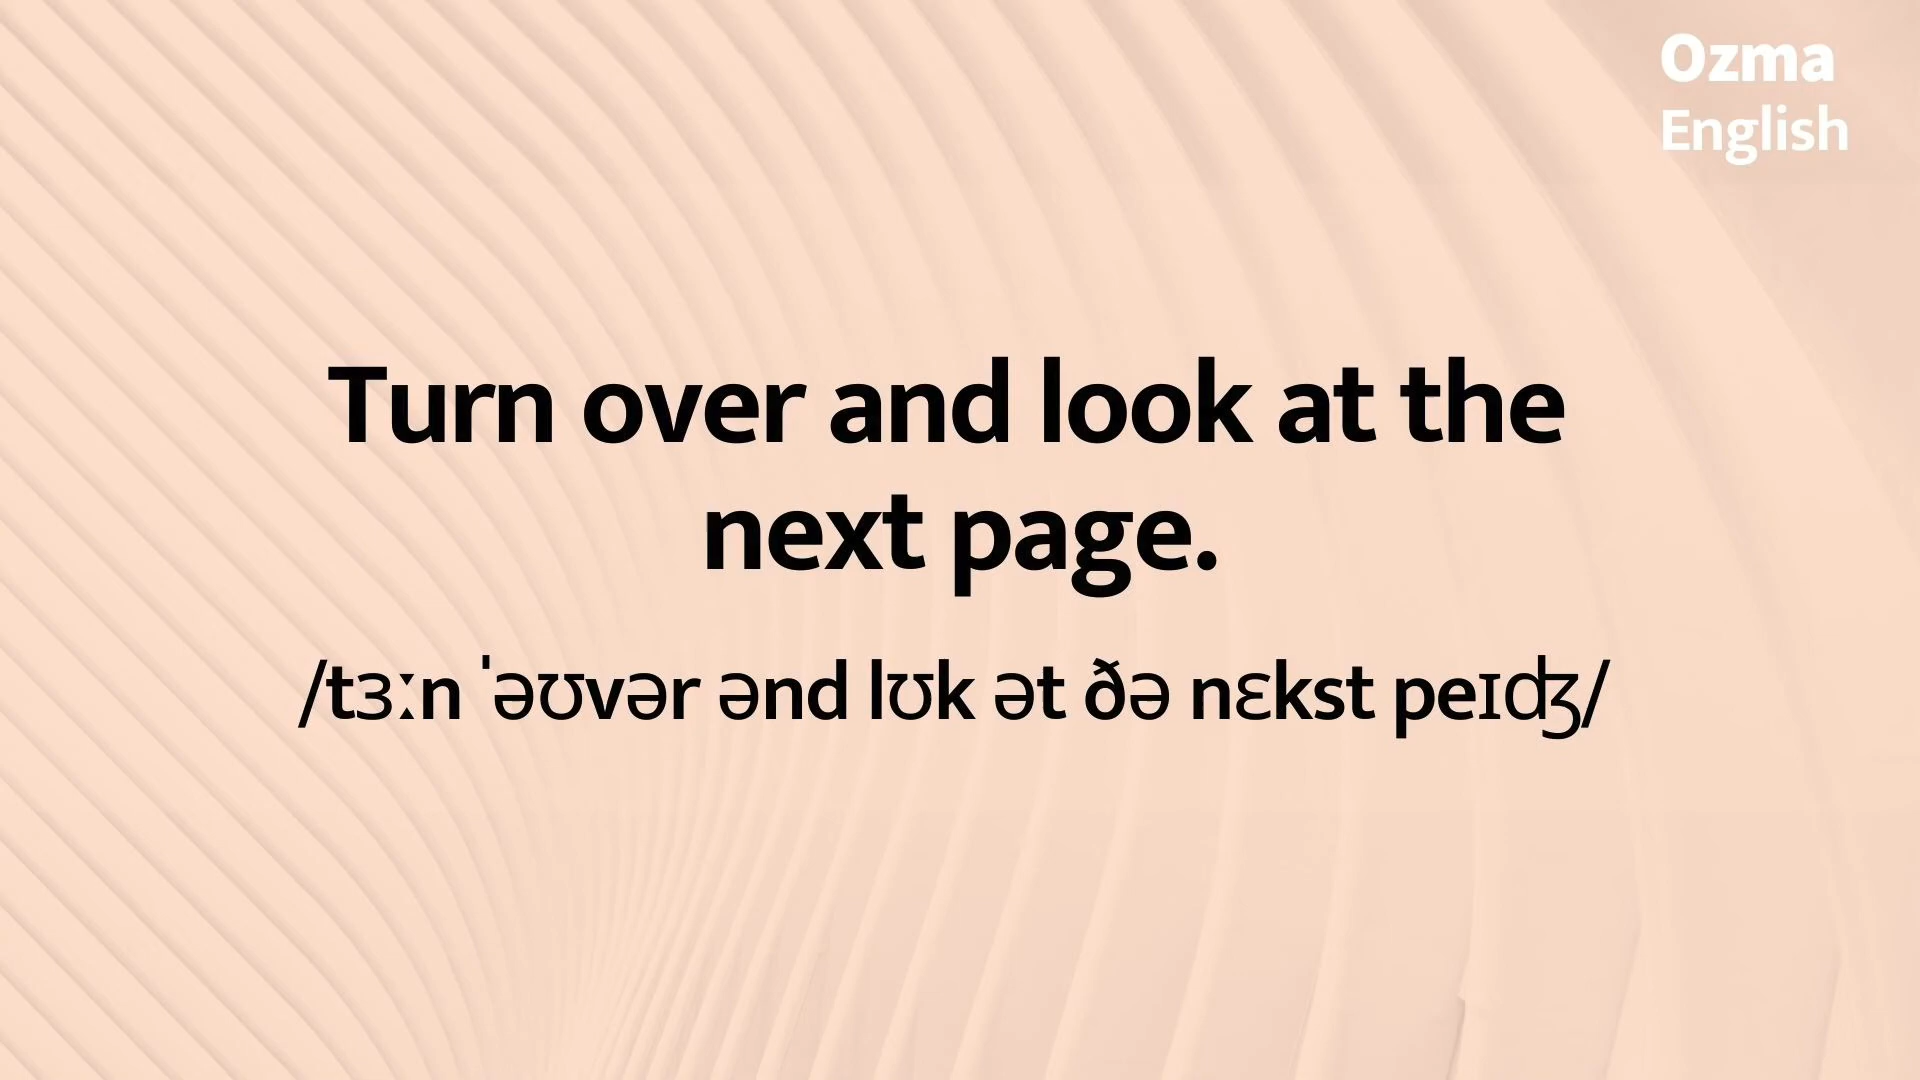 Ozma
English
Turn over and look at the
next page.
/tɜːn ˈəʊvər ənd lʊk ət ðə nɛkst peɪʤ/